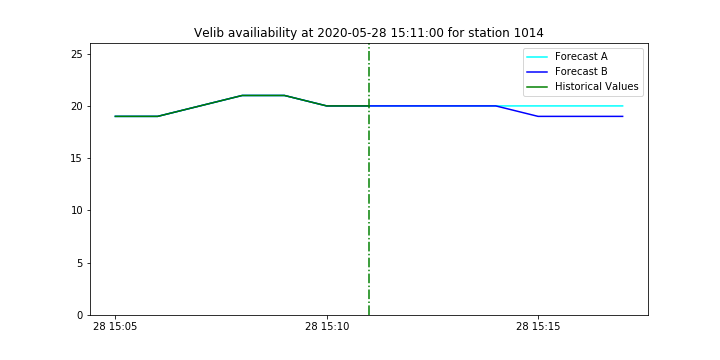 Velib availiability at 2020-05-28 15:11:00 for station 1014
Forecast A
Forecast B
Historical Values
25
20
15
10
5
0
28 15:05
28 15:10
28 15:15